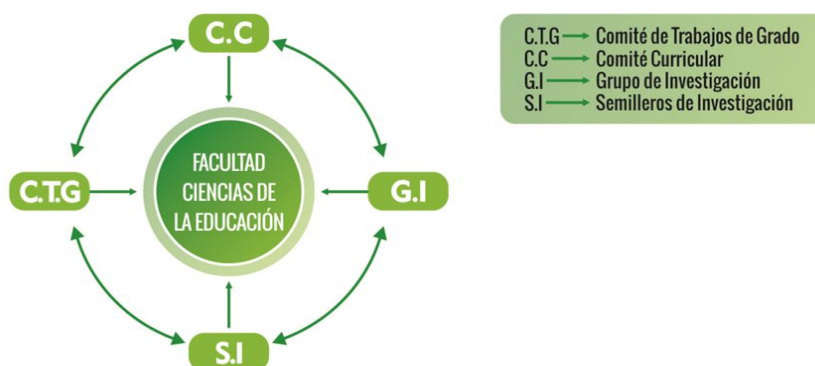 C.C
C.T.G → Comité de Trabajos de Grado
C.C → Comité Curricular
G.I → Grupo de Investigación
S.I → Semilleros de Investigación
C.T.G
FACULTAD
CIENCIAS DE
LA EDUCACIÓN
G.I
S.I